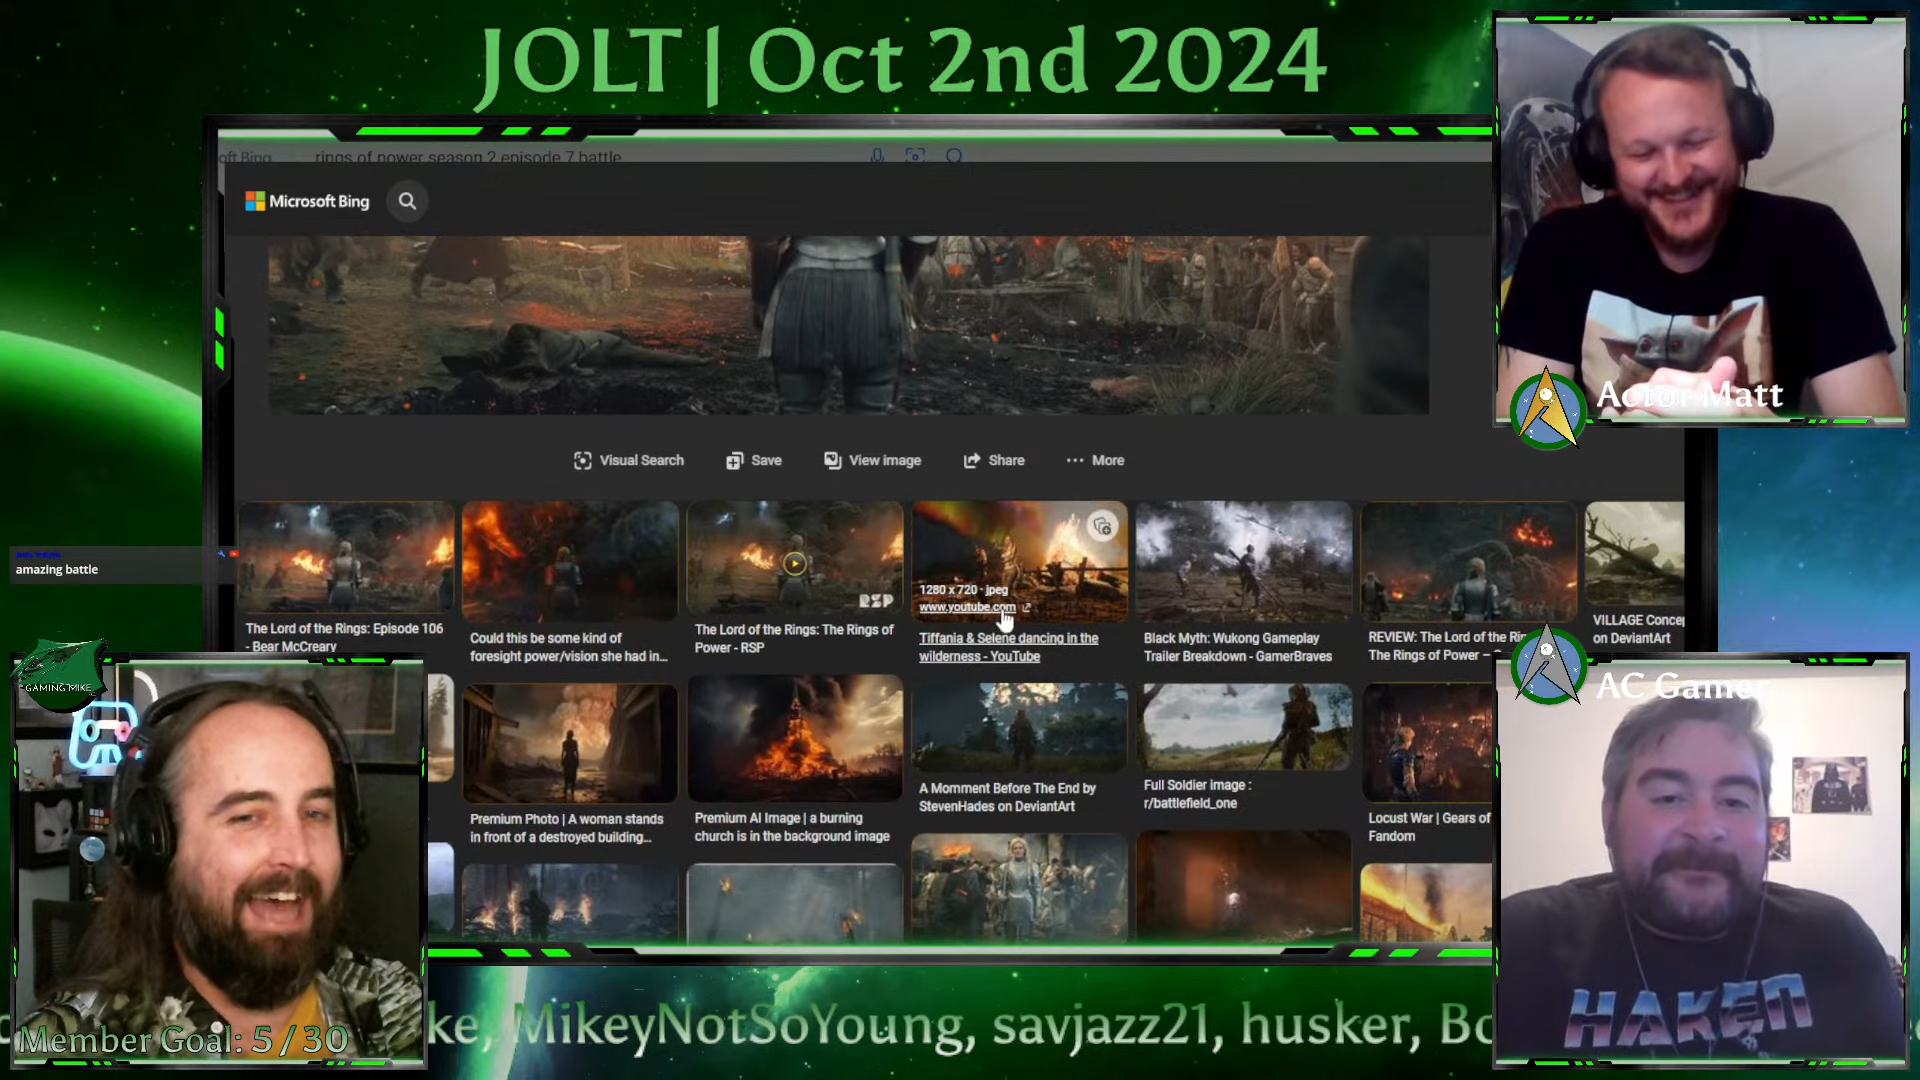 JOLT | Oct 2nd 2024
oft Bing
rings of power season 2 episode 7 battle
Microsoft Bing
Visual Search
Save
View image
Share
More
Actor Matt
1280 x 720 · jpeg
www.youtube.com
RSP
The Lord of the Rings: Episode 106
- Bear McCreary
Could this be some kind of
foresight power/vision she had in...
The Lord of the Rings: The Rings of
Power - RSP
Tiffania & Selene dancing in the
wilderness - YouTube
Black Myth: Wukong Gameplay
Trailer Breakdown - GamerBraves
REVIEW: The Lord of the Rin
The Rings of Power –
VILLAGE Concep
on DeviantArt
amazing battle
GAMING MIKE
AC Gamer
Premium Photo | A woman stands
in front of a destroyed building...
Premium AI Image | a burning
church is in the background image
A Momment Before The End by
StevenHades on DeviantArt
Full Soldier image :
r/battlefield_one
Locust War | Gears of
Fandom
HAKEN
Member Goal: 5 / 30
ke, MikeyNotSoYoung, savjazz21, husker, Bo